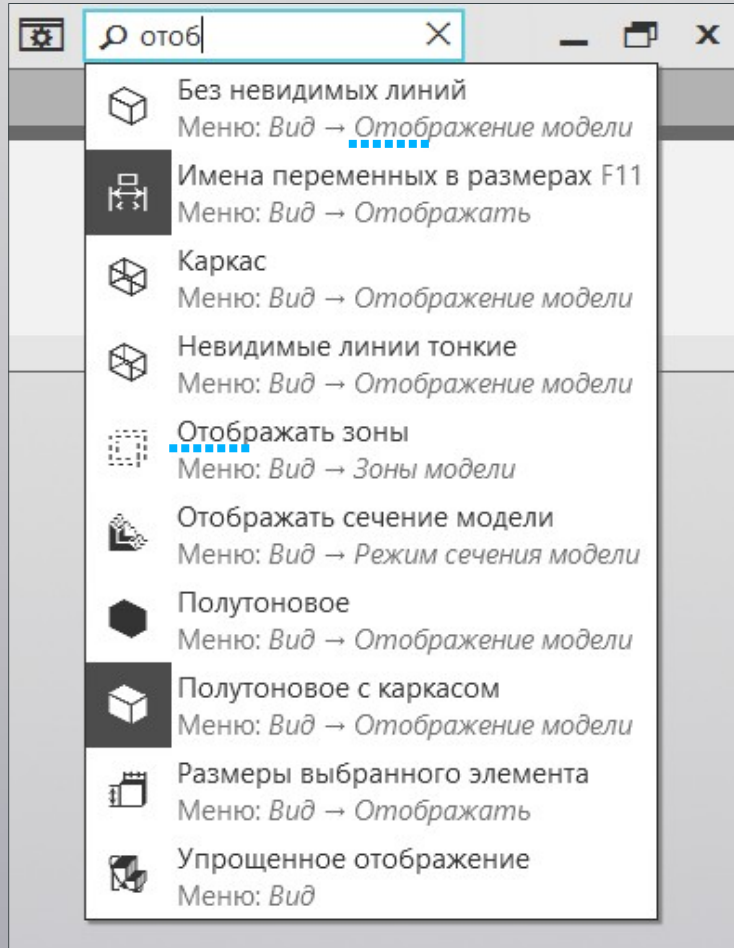 отоб
Без невидимых линий
Меню: Вид → Отображение модели
Имена переменных в размерах F11
Меню: Вид → Отображать
Каркас
Меню: Вид → Отображение модели
Невидимые линии тонкие
Меню: Вид → Отображение модели
Отображать зоны
Меню: Вид → Зоны модели
Отображать сечение модели
Меню: Вид → Режим сечения модели
Полутоновое
Меню: Вид → Отображение модели
Полутоновое с каркасом
Меню: Вид → Отображение модели
Размеры выбранного элемента
Меню: Вид → Отображать
Упрощенное отображение
Меню: Вид